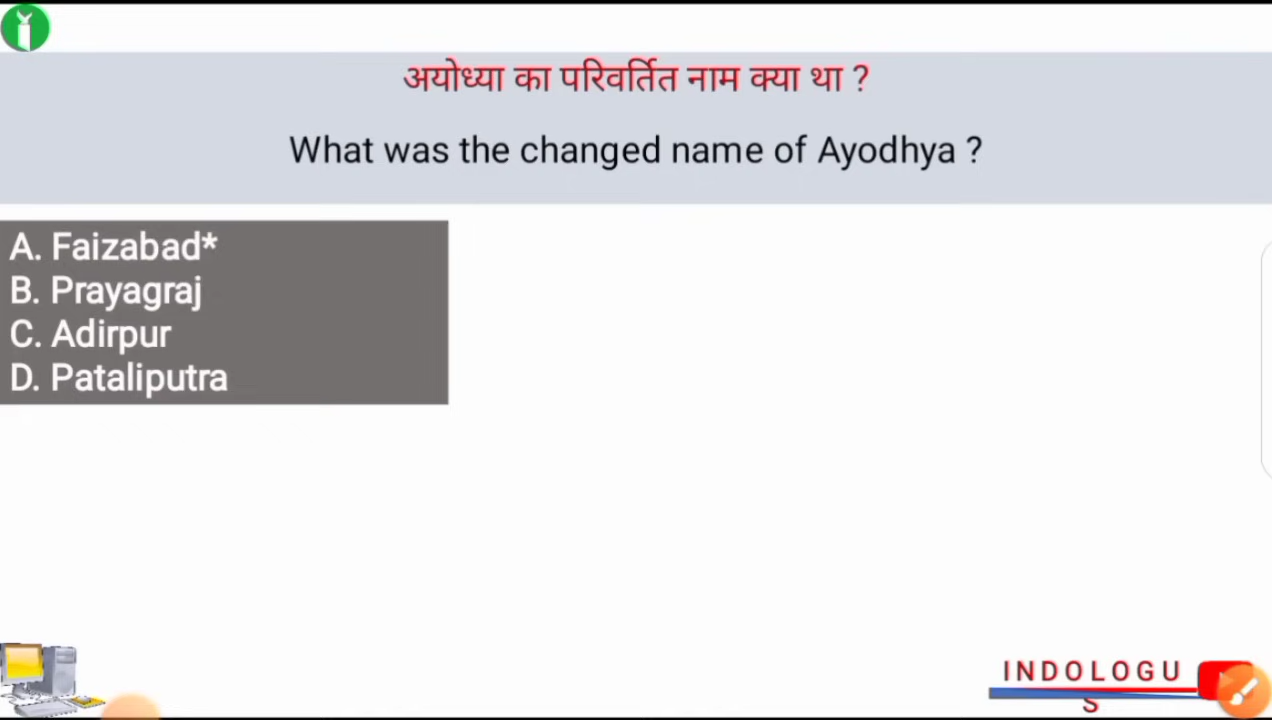 अयोध्या का परिवर्तित नाम क्या था ?
What was the changed name of Ayodhya ?
A. Faizabad*
B. Prayagraj
C. Adirpur
D. Pataliputra
INDOLOGU
S